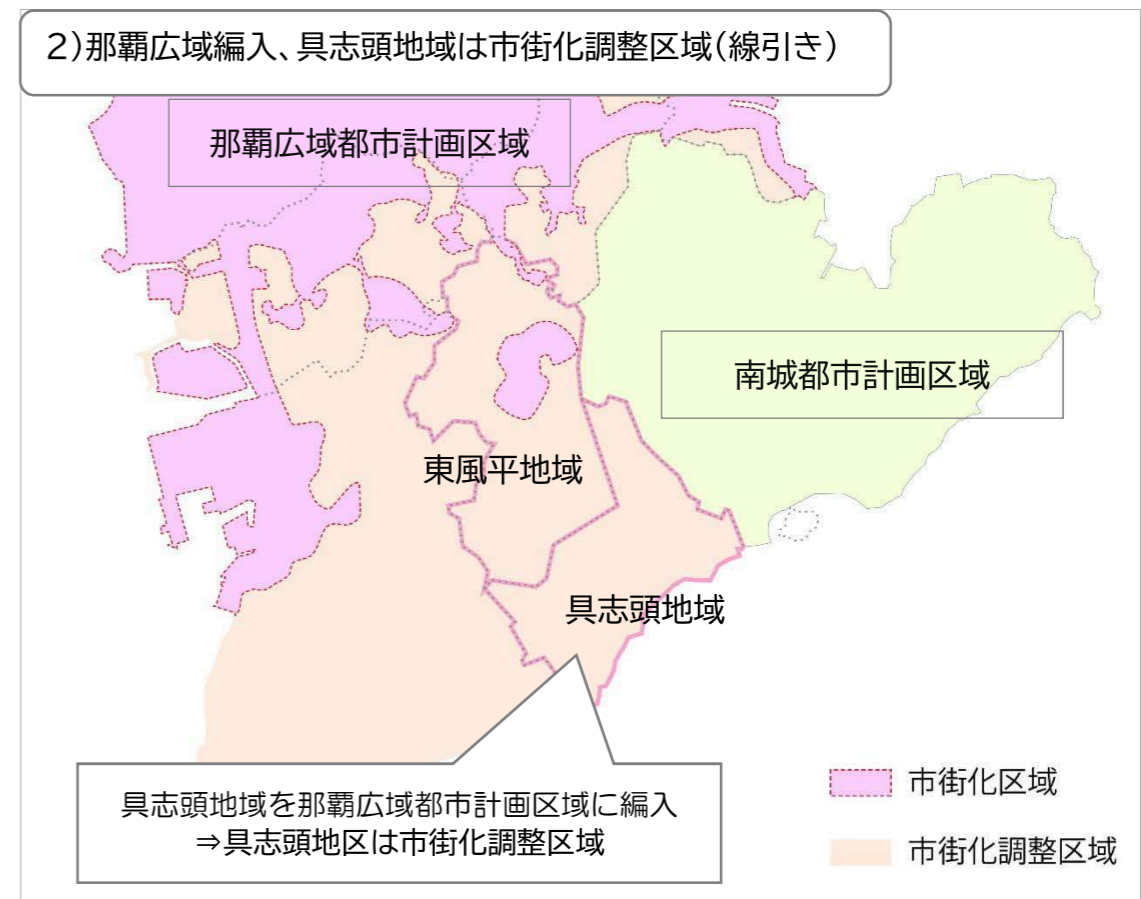 2)那覇広域編入、具志頭地域は市街化調整区域(線引き)
那覇広域都市計画区域
南城都市計画区域
東風平地域
具志頭地域
具志頭地域を那覇広域都市計画区域に編入
⇒具志頭地区は市街化調整区域
市街化区域
市街化調整区域